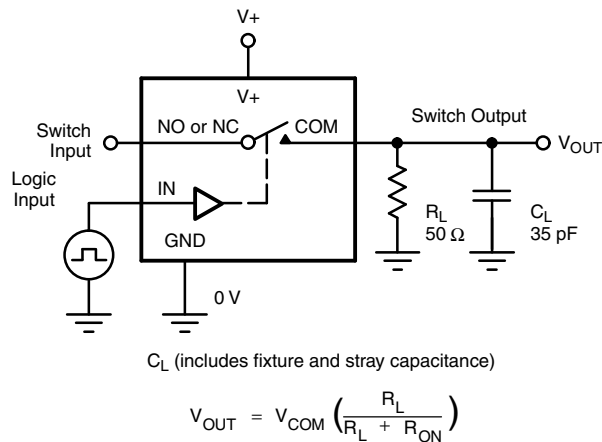 V+
V+
Switch Output
NO or NC
COM
Switch
Input
V_OUT
Logic
Input
IN
R_L
50 Ω
C_L
35 pF
GND
0 V
C_L (includes fixture and stray capacitance)
V_OUT = V_COM (R_L / (R_L + R_ON))